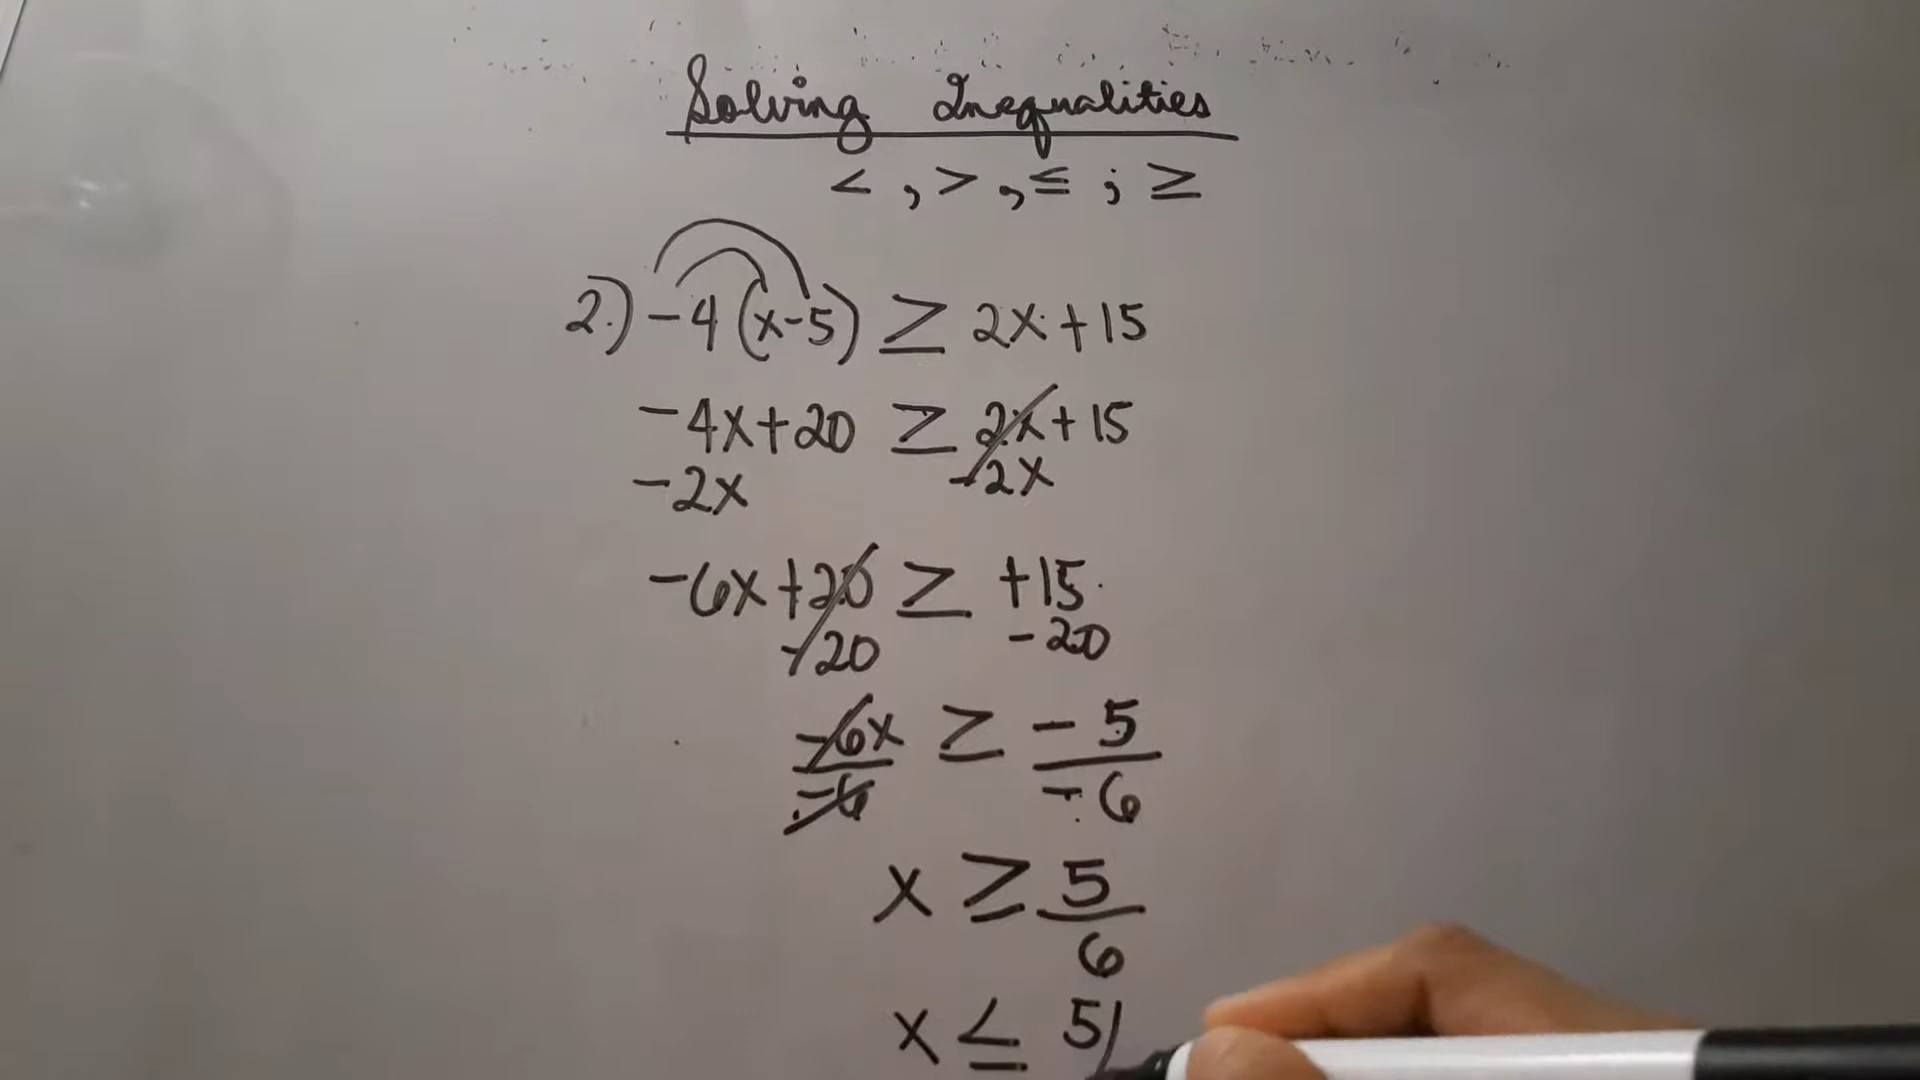 Solving Inequalities
< , > , ≤ ; ≥
2.) -4(x-5) ≥ 2x+15
-4x+20 ≥ 2x+15
-2x -2x
-6x+20 ≥ +15
-20 -20
-6x ≥ -5
-6 -6
x ≥ 5
6
x ≤ 5/